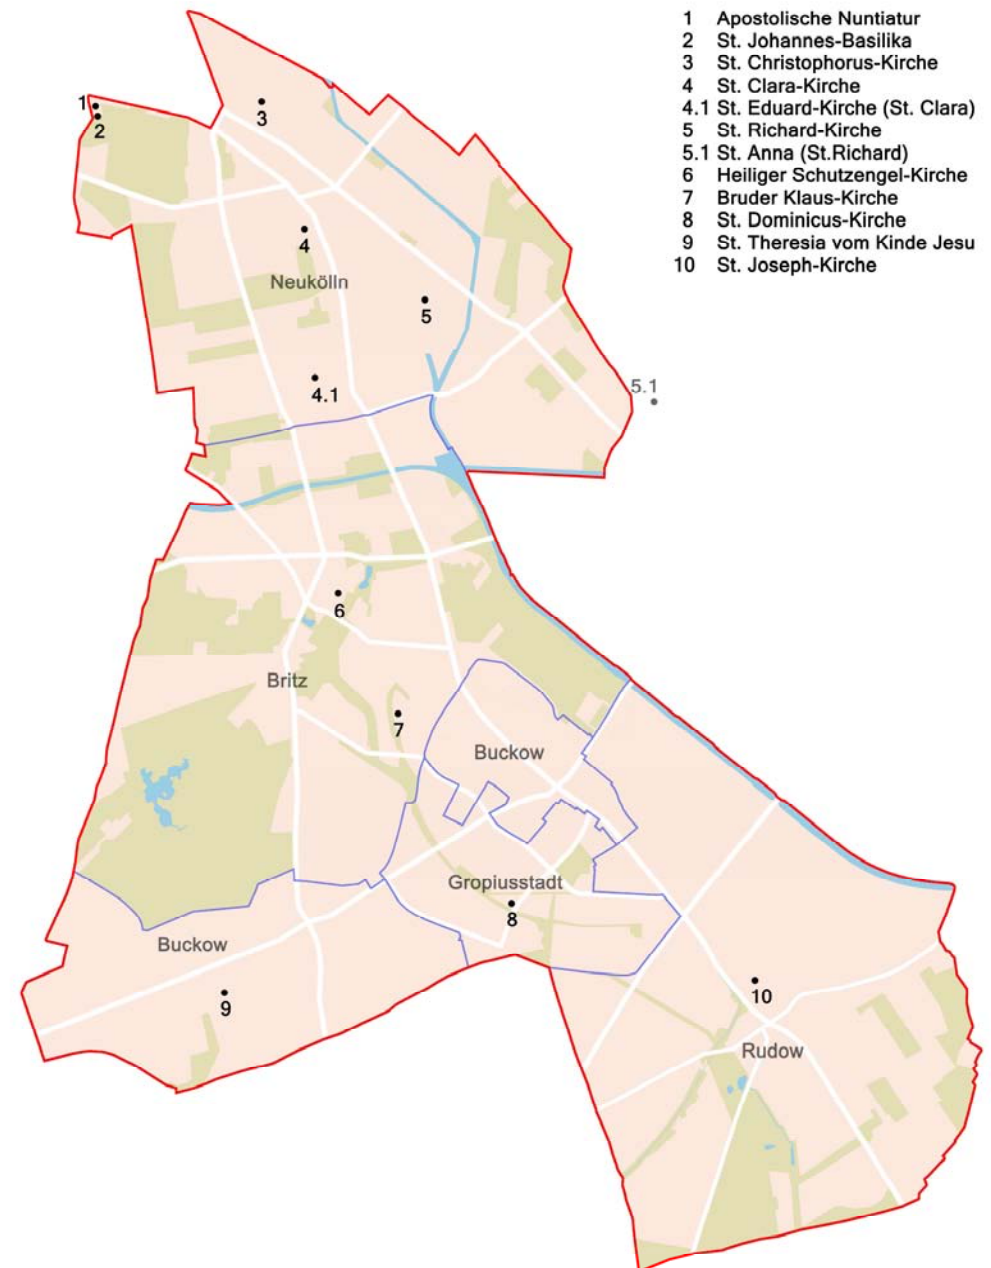 1 Apostolische Nuntiatur
2 St. Johannes-Basilika
3 St. Christophorus-Kirche
4 St. Clara-Kirche
4.1 St. Eduard-Kirche (St. Clara)
5 St. Richard-Kirche
5.1 St. Anna (St.Richard)
6 Heiliger Schutzengel-Kirche
7 Bruder Klaus-Kirche
8 St. Dominicus-Kirche
9 St. Theresia vom Kinde Jesu
10 St. Joseph-Kirche
1
2
3
4
Neukölln
5
5.1
4.1
6
Britz
7
Buckow
Gropiusstadt
8
Buckow
9
10
Rudow